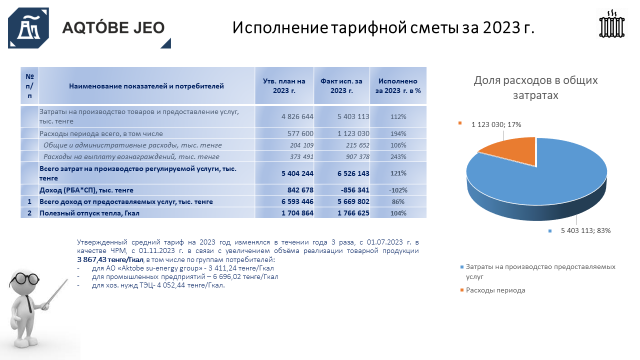 AQTÓBE JEO
Исполнение тарифной сметы за 2023 г.
№ п/п Наименование показателей и потребителей Утв. план на 2023 г. Факт исп. за 2023 г. Исполнено за 2023 г. в %
Затраты на производство товаров и предоставление услуг, тыс. тенге 4 826 644 5 403 113 112%
Расходы периода всего, в том числе 577 600 1 123 030 194%
Общие и административные расходы, тыс. тенге 204 109 215 652 106%
Расходы на выплату вознаграждений, тыс. тенге 373 491 907 378 243%
Всего затрат на производство регулируемой услуги, тыс. тенге 5 404 244 6 526 143 121%
Доход (РБА*СП), тыс. тенге 842 678 -856 341 -102%
1 Всего доход от предоставляемых услуг, тыс. тенге 6 593 446 5 669 802 86%
2 Полезный отпуск тепла, Гкал 1 704 864 1 766 625 104%
Утвержденный средний тариф на 2023 год изменялся в течении года 3 раза, с 01.07.2023 г. в
качестве ЧРМ, с 01.11.2023 г. в связи с увеличением объёма реализации товарной продукции
3 867,43 тенге/Гкал, в том числе по группам потребителей:
- для АО «Aktobe su-energy group» - 3 411,24 тенге/Гкал
- для промышленных предприятий – 6 696,02 тенге/Гкал
- для хоз. нужд ТЭЦ- 4 052,44 тенге/Гкал.
Доля расходов в общих
затратах
1 123 030; 17%
5 403 113; 83%
Затраты на производство предоставляемых
услуг
Расходы периода